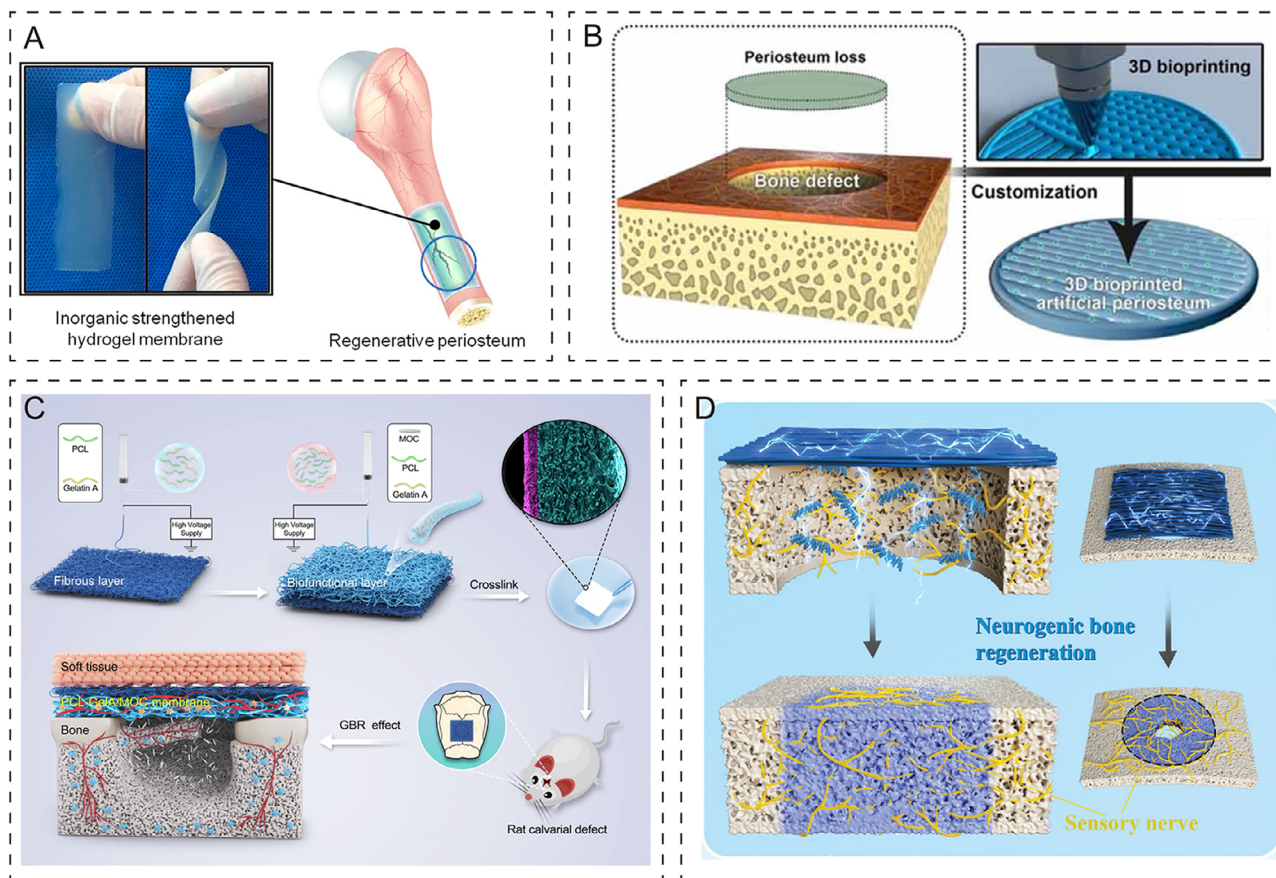 A
Inorganic strengthened
hydrogel membrane
Regenerative periosteum
B
Periosteum loss
Bone defect
3D bioprinting
Customization
3D bioprinted
artificial periosteum
C
PCL
Gelatin A
High Voltage
Supply
Fibrous layer
MOC
PCL
Gelatin A
High Voltage
Supply
Biofunctional layer
Crosslink
Soft tissue
PCL GelA/MOC membrane
Bone
GBR effect
Rat calvarial defect
D
Neurogenic bone
regeneration
Sensory nerve